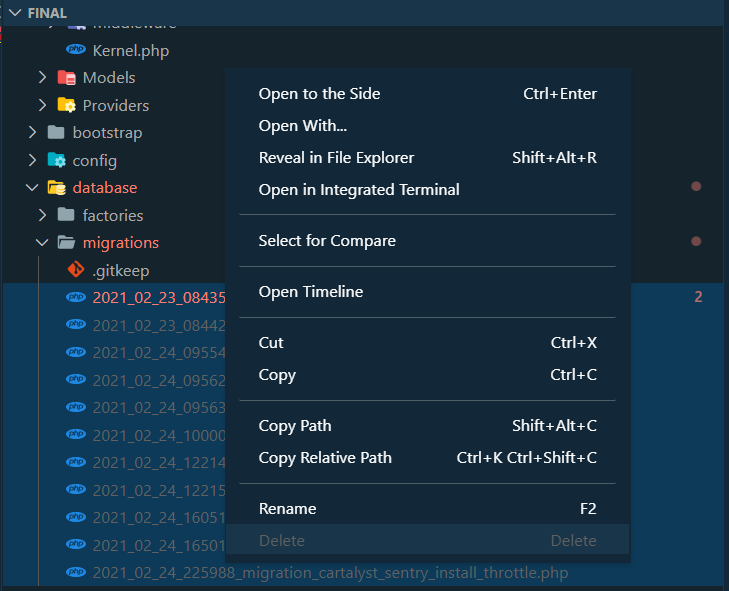 FINAL
Middleware
Kernel.php
Models
Providers
bootstrap
config
database
factories
migrations
.gitkeep
2021_02_23_08435 2
2021_02_23_08442
2021_02_24_09554
2021_02_24_09562
2021_02_24_09563
2021_02_24_10000
2021_02_24_12214
2021_02_24_12215
2021_02_24_16051
2021_02_24_16501
2021_02_24_225988_migration_cartalyst_sentry_install_throttle.php
Open to the Side Ctrl+Enter
Open With...
Reveal in File Explorer Shift+Alt+R
Open in Integrated Terminal
Select for Compare
Open Timeline
Cut Ctrl+X
Copy Ctrl+C
Copy Path Shift+Alt+C
Copy Relative Path Ctrl+K Ctrl+Shift+C
Rename F2
Delete Delete